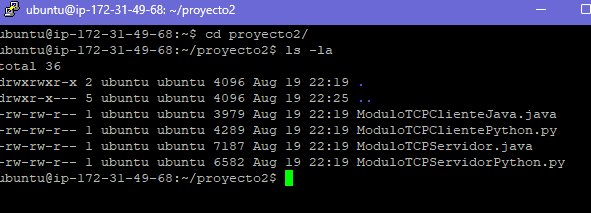 ubuntu@ip-172-31-49-68: ~/proyecto2
ubuntu@ip-172-31-49-68:~$ cd proyecto2/
ubuntu@ip-172-31-49-68:~/proyecto2$ ls -la
total 36
drwxrwxr-x 2 ubuntu ubuntu 4096 Aug 19 22:19 .
drwxr-x--- 5 ubuntu ubuntu 4096 Aug 19 22:25 ..
-rw-rw-r-- 1 ubuntu ubuntu 3979 Aug 19 22:19 ModuloTCPClienteJava.java
-rw-rw-r-- 1 ubuntu ubuntu 4289 Aug 19 22:19 ModuloTCPClientePython.py
-rw-rw-r-- 1 ubuntu ubuntu 7187 Aug 19 22:19 ModuloTCPServidor.java
-rw-rw-r-- 1 ubuntu ubuntu 6582 Aug 19 22:19 ModuloTCPServidorPython.py
ubuntu@ip-172-31-49-68:~/proyecto2$